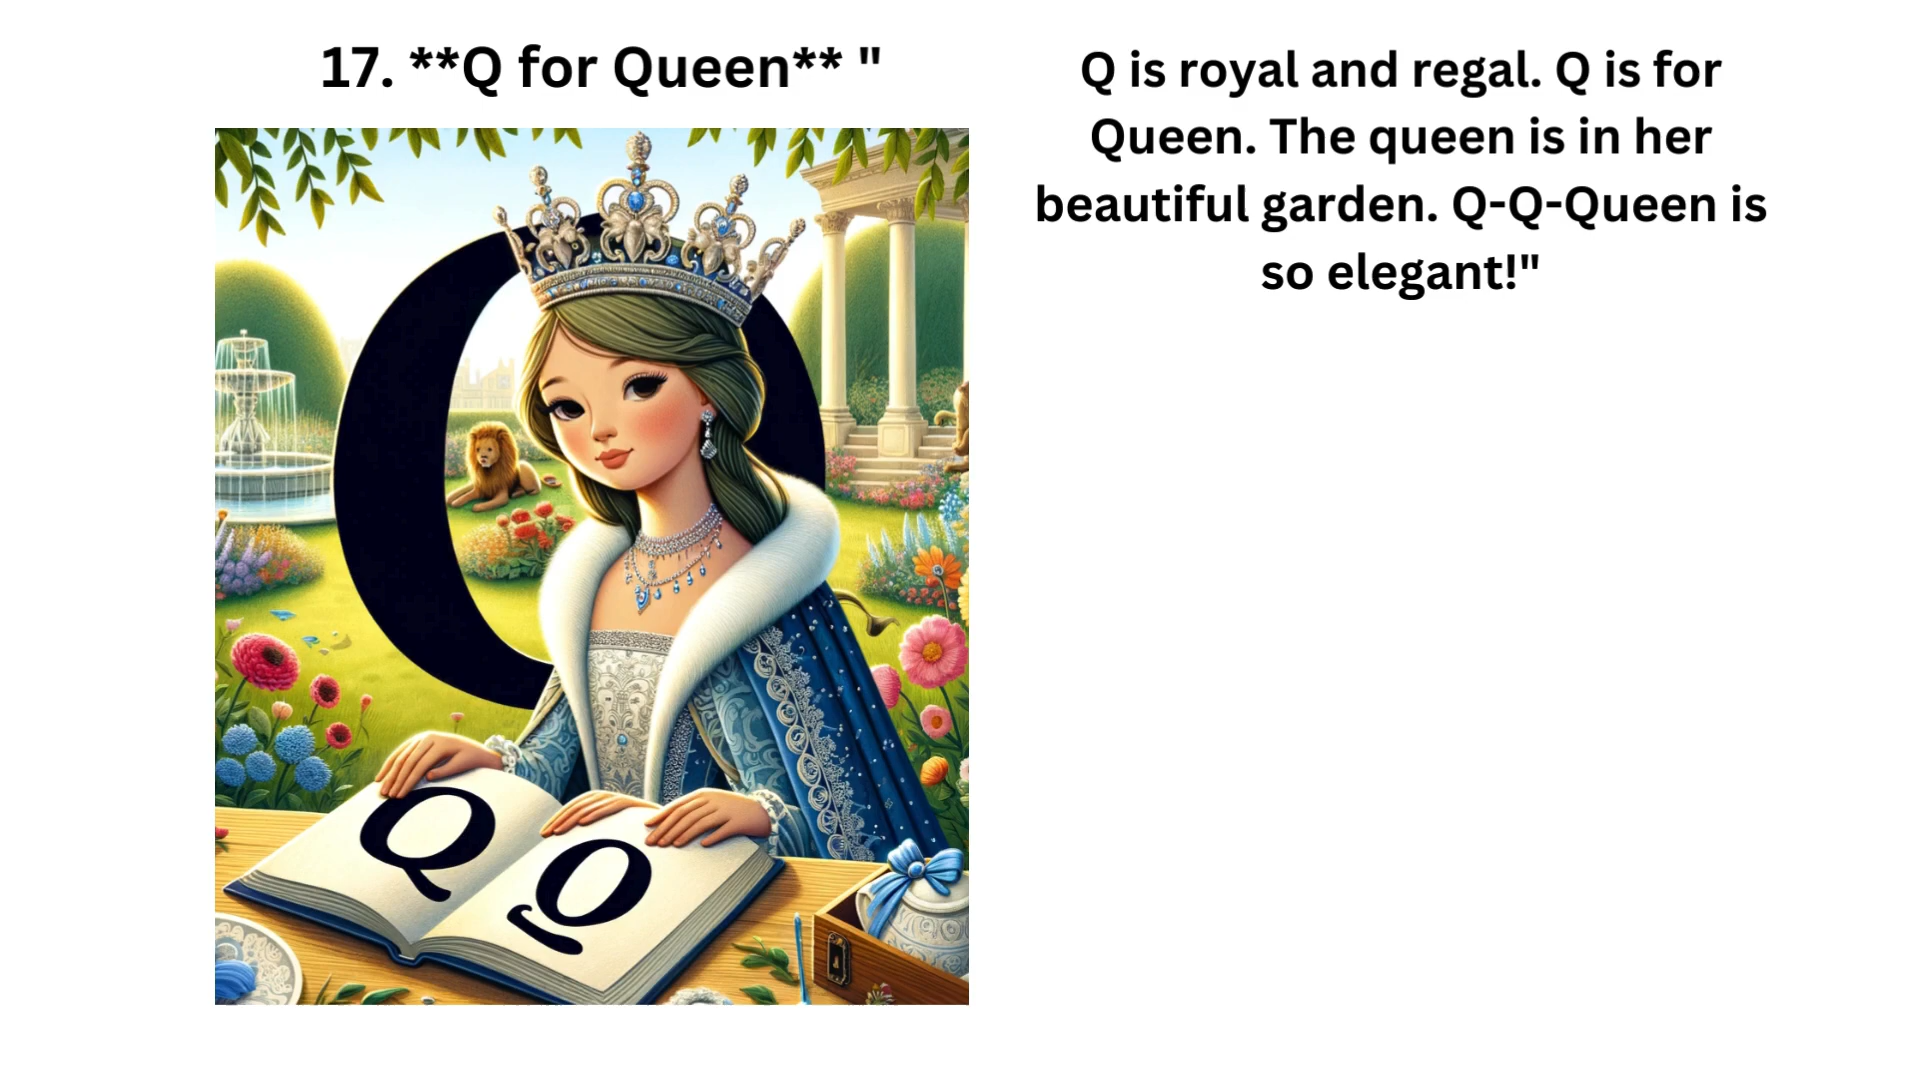 17. **Q for Queen** "
Q is royal and regal. Q is for
Queen. The queen is in her
beautiful garden. Q-Q-Queen is
so elegant!"
Q
Q Q